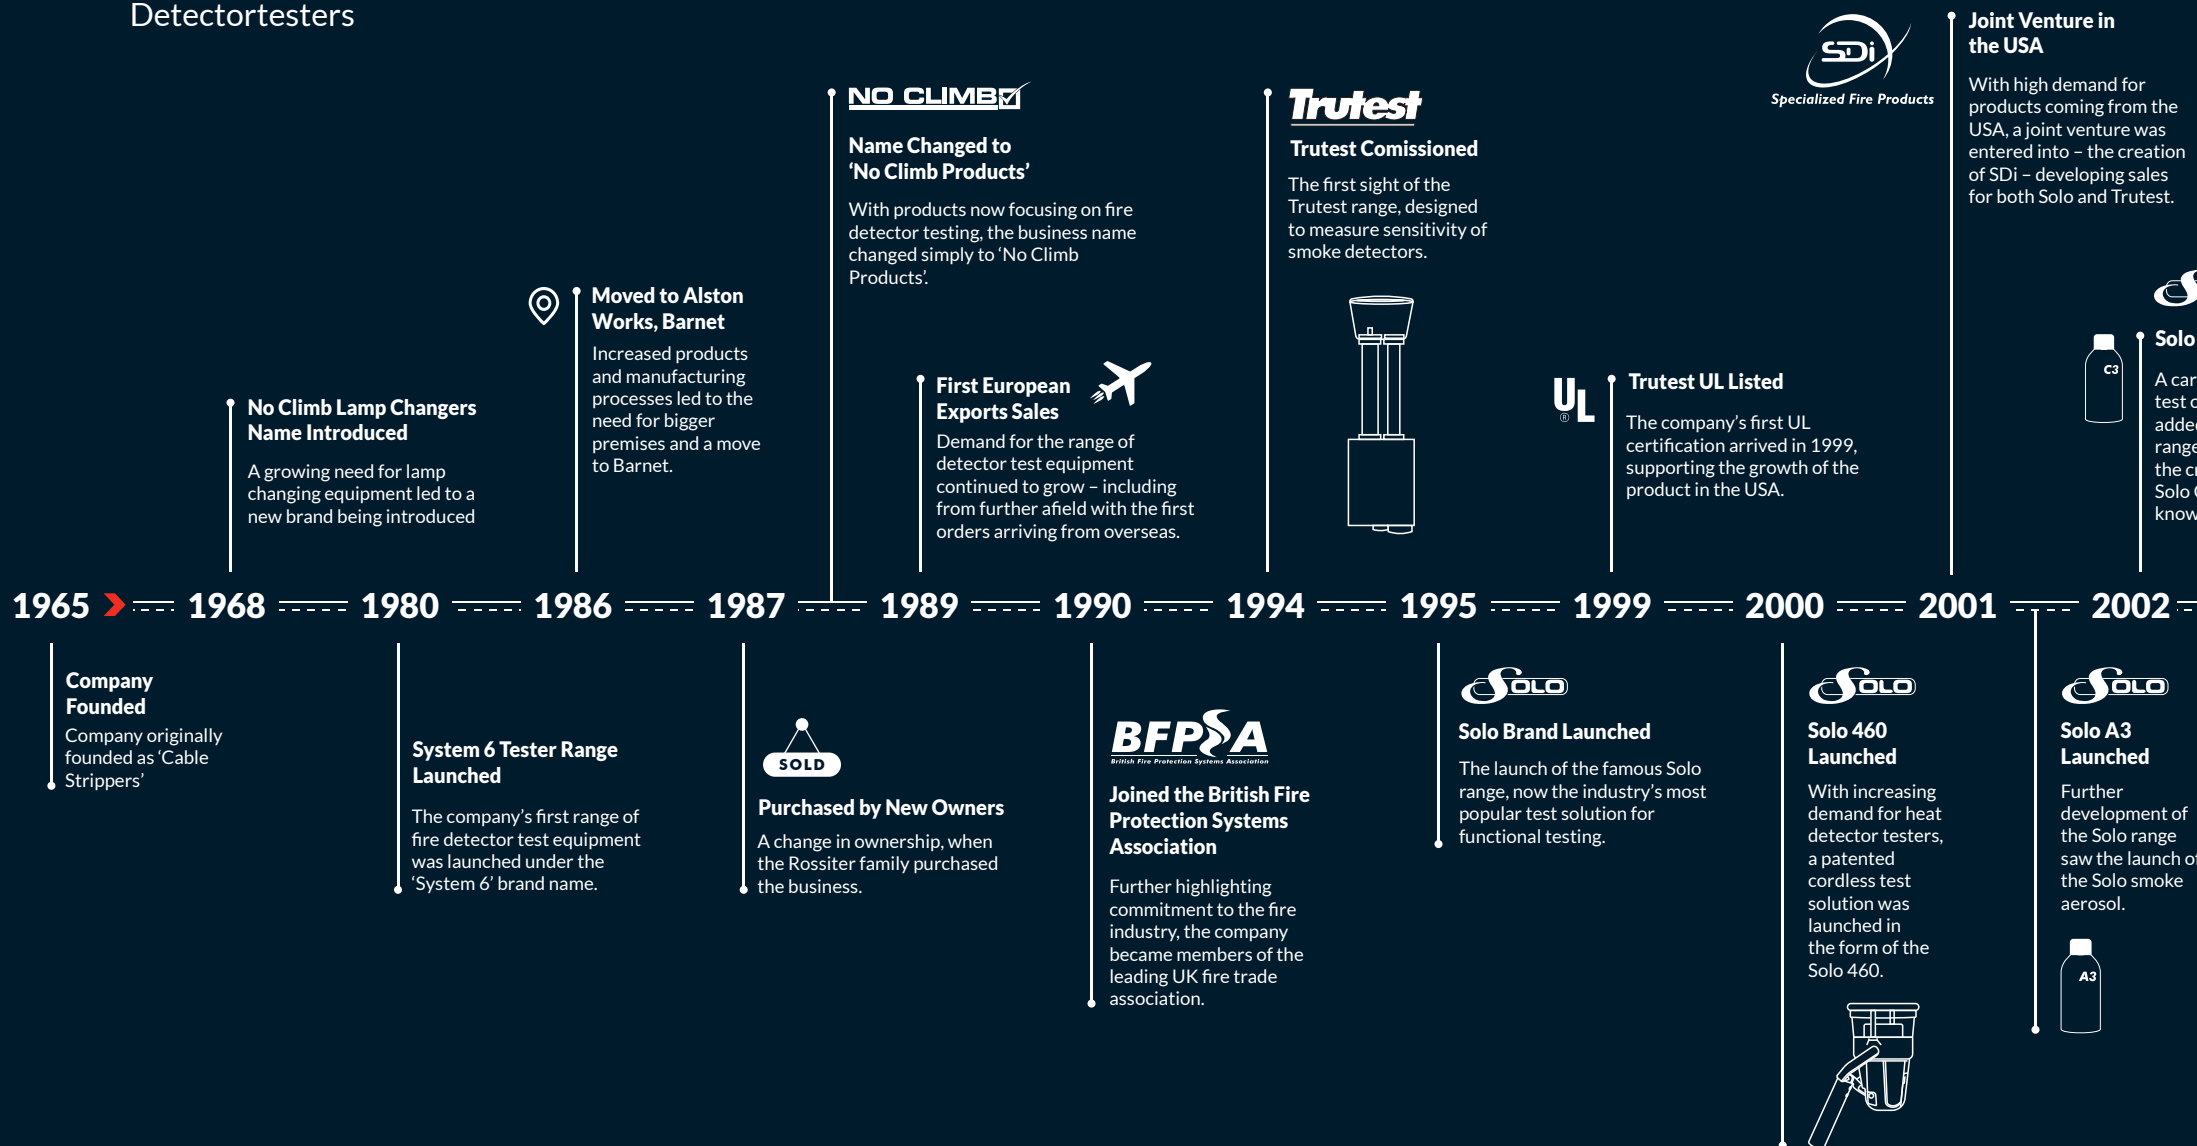 Detectortesters
SDi
Specialized Fire Products
Joint Venture in
the USA
With high demand for
products coming from the
USA, a joint venture was
entered into – the creation
of SDi – developing sales
for both Solo and Trutest.
NO CLIMB
Name Changed to
‘No Climb Products’
With products now focusing on fire
detector testing, the business name
changed simply to ‘No Climb
Products’.
Trutest
Trutest Comissioned
The first sight of the
Trutest range, designed
to measure sensitivity of
smoke detectors.
Moved to Alston
Works, Barnet
Increased products
and manufacturing
processes led to the
need for bigger
premises and a move
to Barnet.
No Climb Lamp Changers
Name Introduced
A growing need for lamp
changing equipment led to a
new brand being introduced
First European
Exports Sales
Demand for the range of
detector test equipment
continued to grow – including
from further afield with the first
orders arriving from overseas.
UL
®
Trutest UL Listed
The company’s first UL
certification arrived in 1999,
supporting the growth of the
product in the USA.
C3
Solo
A car
test
added
range
the
Solo
know
1965 1968 1980 1986 1987 1989 1990 1994 1995 1999 2000 2001 2002
Company
Founded
Company originally
founded as ‘Cable
Strippers’
System 6 Tester Range
Launched
The company’s first range of
fire detector test equipment
was launched under the
‘System 6’ brand name.
SOLD
Purchased by New Owners
A change in ownership, when
the Rossiter family purchased
the business.
BFPSA
British Fire Protection Systems Association
Joined the British Fire
Protection Systems
Association
Further highlighting
commitment to the fire
industry, the company
became members of the
leading UK fire trade
association.
SOLO
Solo Brand Launched
The launch of the famous Solo
range, now the industry’s most
popular test solution for
functional testing.
SOLO
Solo 460
Launched
With increasing
demand for heat
detector testers,
a patented
cordless test
solution was
launched in
the form of the
Solo 460.
SOLO
Solo A3
Launched
Further
development of
the Solo range
saw the launch of
the Solo smoke
aerosol.
A3